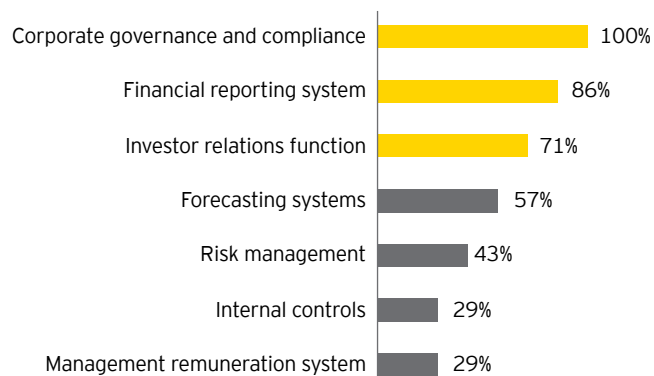 Corporate governance and compliance 100%
Financial reporting system 86%
Investor relations function 71%
Forecasting systems 57%
Risk management 43%
Internal controls 29%
Management remuneration system 29%